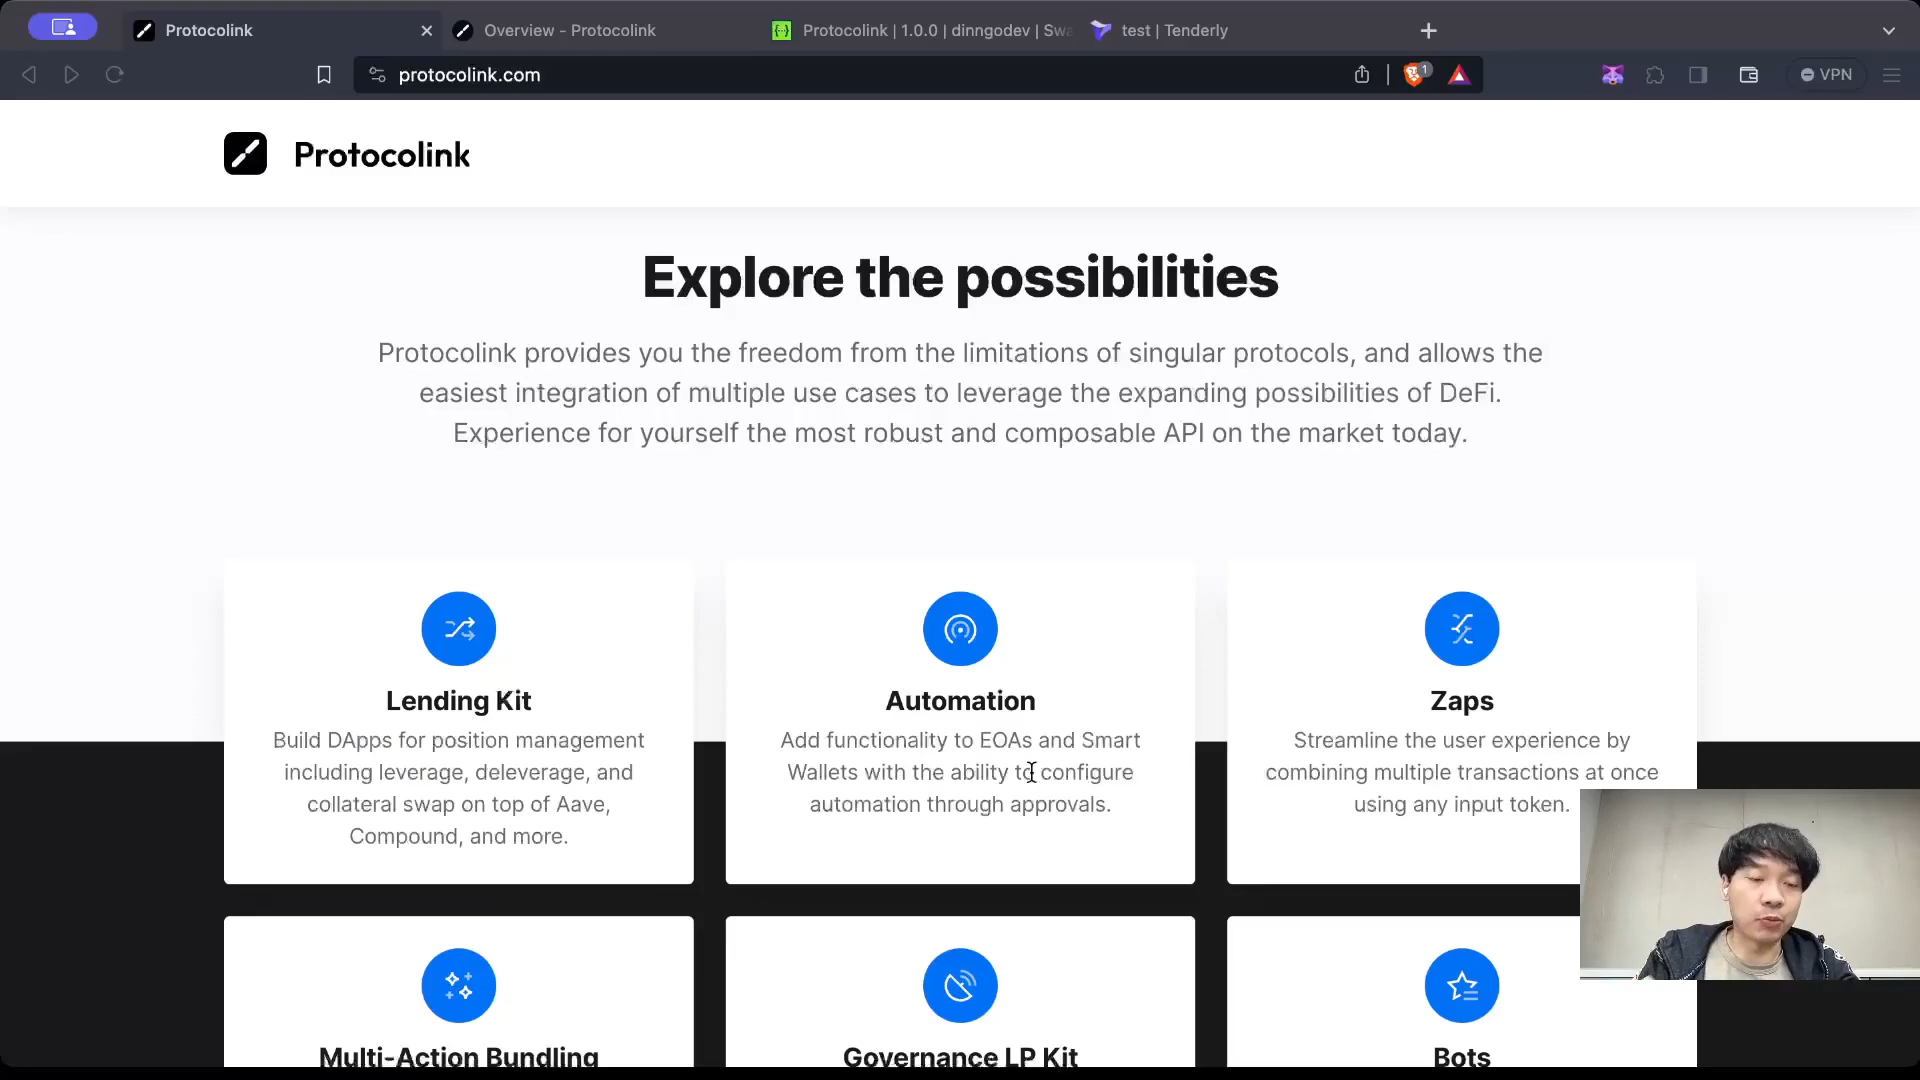 Protocolink
Overview - Protocolink
Protocolink | 1.0.0 | dinngodev | Swa
test | Tenderly
protocolink.com
1
VPN
Protocolink
Explore the possibilities
Protocolink provides you the freedom from the limitations of singular protocols, and allows the
easiest integration of multiple use cases to leverage the expanding possibilities of DeFi.
Experience for yourself the most robust and composable API on the market today.
Lending Kit
Build DApps for position management
including leverage, deleverage, and
collateral swap on top of Aave,
Compound, and more.
Automation
Add functionality to EOAs and Smart
Wallets with the ability to configure
automation through approvals.
Zaps
Streamline the user experience by
combining multiple transactions at once
using any input token.
Multi-Action Bundling
Governance LP Kit
Bots